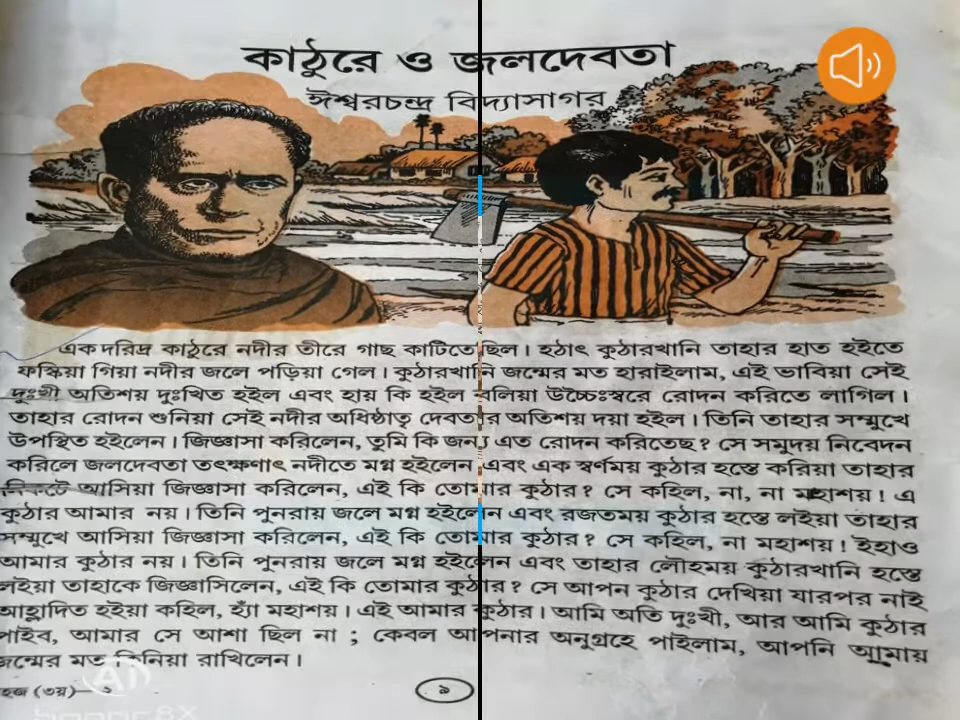 কাঠুরে ও জলদেবতা
ঈশ্বরচন্দ্র বিদ্যাসাগর
এক দরিদ্র কাঠুরে নদীর তীরে গাছ কাটিতেছিল। হঠাৎ কুঠারখানি তাহার হাত হইতে
ফস্কিয়া গিয়া নদীর জলে পড়িয়া গেল। কুঠারখানি জন্মের মত হারাইলাম, এই ভাবিয়া সেই
দুঃখী অতিশয় দুঃখিত হইল এবং হায় কি হইল বলিয়া উচ্চৈঃস্বরে রোদন করিতে লাগিল।
তাহার রোদন শুনিয়া সেই নদীর অধিষ্ঠাতৃ দেবতার অতিশয় দয়া হইল। তিনি তাহার সম্মুখে
উপস্থিত হইলেন। জিজ্ঞাসা করিলেন, তুমি কি জন্য এত রোদন করিতেছ? সে সমুদয় নিবেদন
করিলে জলদেবতা তৎক্ষণাৎ নদীতে মগ্ন হইলেন এবং এক স্বর্ণময় কুঠার হস্তে করিয়া তাহার
নিকটে আসিয়া জিজ্ঞাসা করিলেন, এই কি তোমার কুঠার? সে কহিল, না, না মহাশয়! এ
কুঠার আমার নয়। তিনি পুনরায় জলে মগ্ন হইলেন এবং রজতময় কুঠার হস্তে লইয়া তাহার
সম্মুখে আসিয়া জিজ্ঞাসা করিলেন, এই কি তোমার কুঠার? সে কহিল, না মহাশয়! ইহাও
আমার কুঠার নয়। তিনি পুনরায় জলে মগ্ন হইলেন এবং তাহার লৌহময় কুঠারখানি হস্তে
লইয়া তাহাকে জিজ্ঞাসিলেন, এই কি তোমার কুঠার? সে আপন কুঠার দেখিয়া যারপর নাই
আহ্লাদিত হইয়া কহিল, হ্যাঁ মহাশয়। এই আমার কুঠার। আমি অতি দুঃখী, আর আমি কুঠার
পাইব, আমার সে আশা ছিল না; কেবল আপনার অনুগ্রহে পাইলাম, আপনি আমায়
জন্মের মত কিনিয়া রাখিলেন।
(৩য়)—২
৯